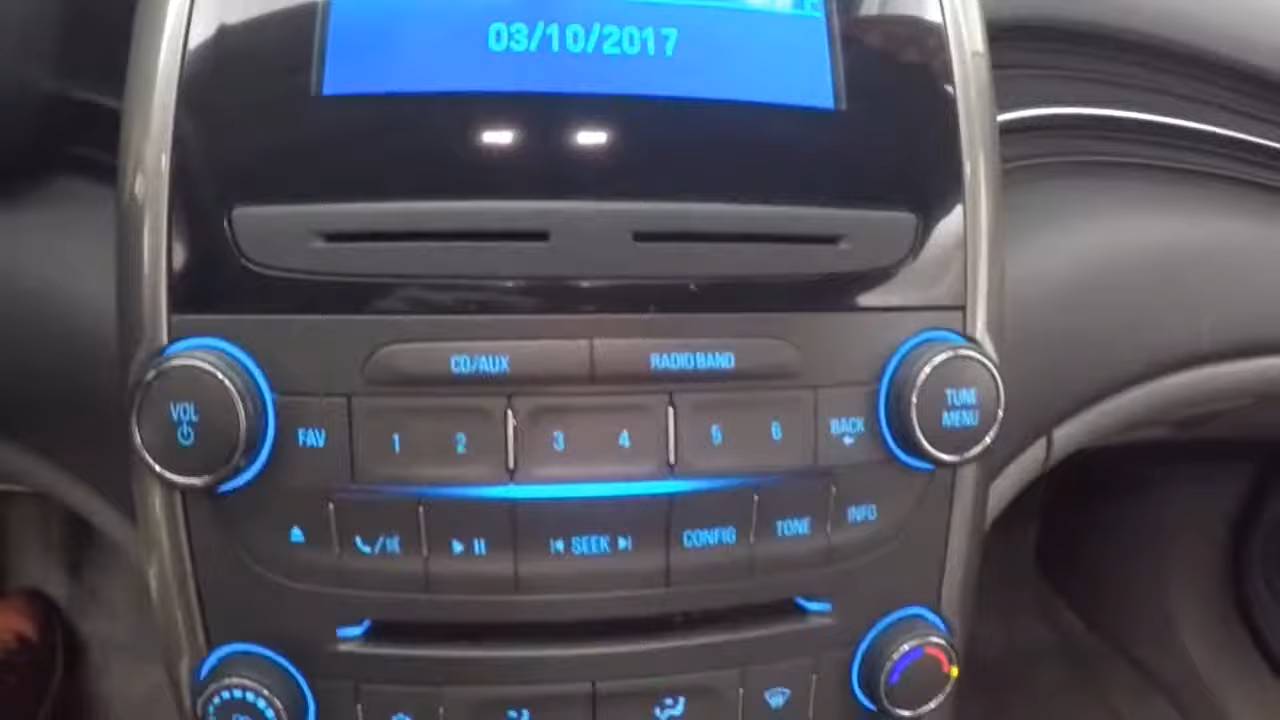 03/10/2017
CD/AUX
RADIO BAND
VOL
TUNE
MENU
FAV
1
2
3
4
5
6
BACK
SEEK
CONFIG
TONE
INFO